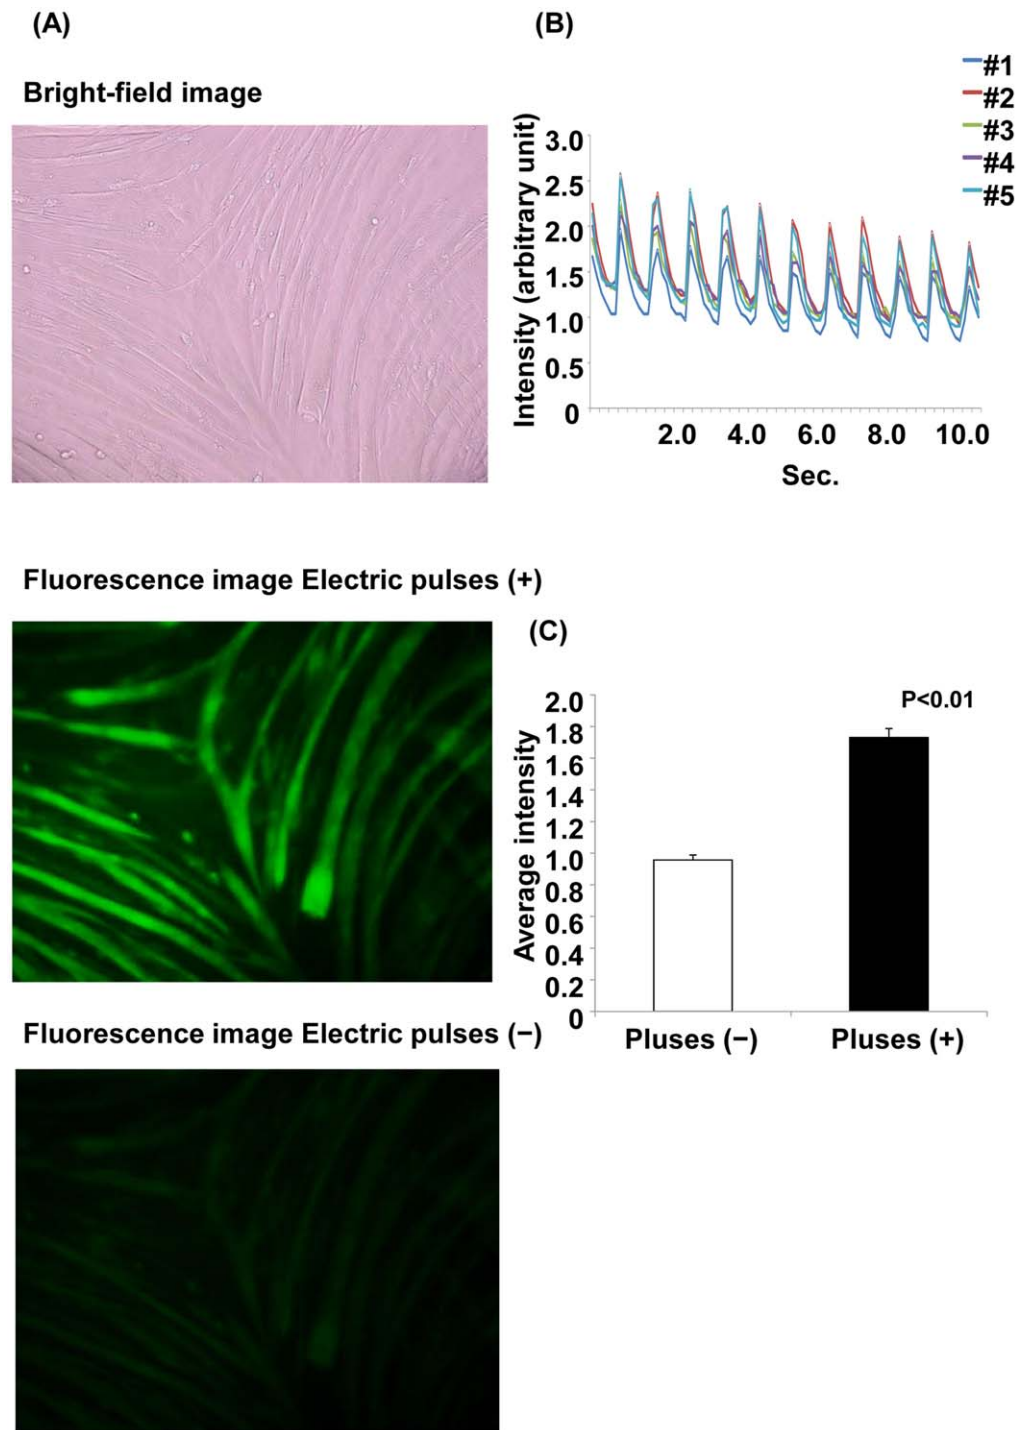 (A)
Bright-field image
Fluorescence image Electric pulses (+)
Fluorescence image Electric pulses (−)
(B)
#1
#2
#3
#4
#5
Intensity (arbitrary unit)
3.0
2.5
2.0
1.5
1.0
0.5
0
2.0 4.0 6.0 8.0 10.0
Sec.
(C)
P<0.01
Average intensity
2.0
1.8
1.6
1.4
1.2
1.0
0.8
0.6
0.4
0.2
0
Pluses (−) Pluses (+)